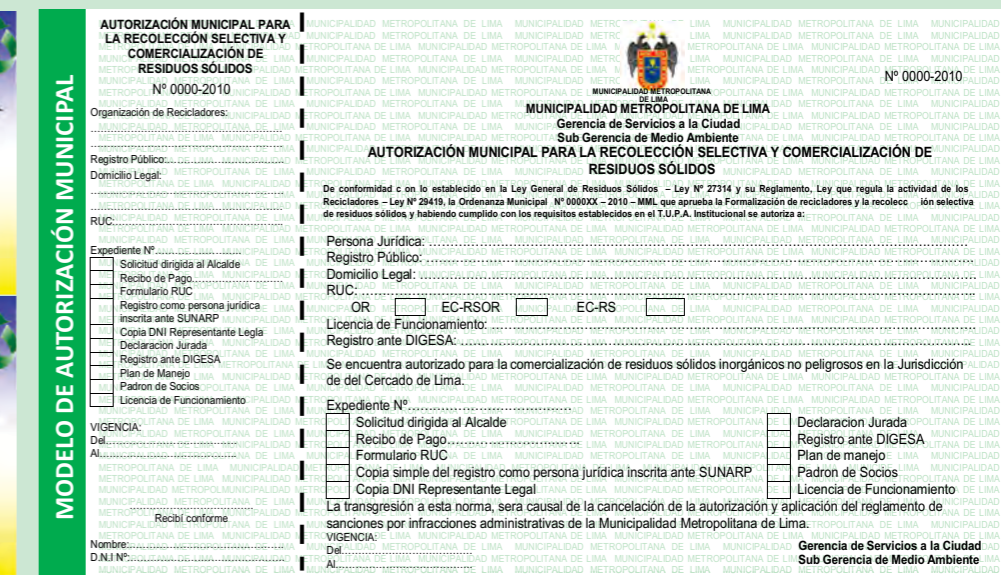 MODELO DE AUTORIZACIÓN MUNICIPAL
AUTORIZACIÓN MUNICIPAL PARA
LA RECOLECCIÓN SELECTIVA Y
COMERCIALIZACIÓN DE
RESIDUOS SÓLIDOS
Nº 0000-2010
Organización de Recicladores:
Registro Público:
Domicilio Legal:
RUC:
Expediente Nº
Solicitud dirigida al Alcalde
Recibo de Pago
Formulario RUC
Registro como persona jurídica
inscrita ante SUNARP
Copia DNI Representante Legla
Declaracion Jurada
Registro ante DIGESA
Plan de Manejo
Padron de Socios
Licencia de Funcionamiento
VIGENCIA:
Del
Al
Recibí conforme
Nombre:
D.N.I Nº:
Nº 0000-2010
MUNICIPALIDAD METROPOLITANA
DE LIMA
MUNICIPALIDAD METROPOLITANA DE LIMA
Gerencia de Servicios a la Ciudad
Sub Gerencia de Medio Ambiente
AUTORIZACIÓN MUNICIPAL PARA LA RECOLECCIÓN SELECTIVA Y COMERCIALIZACIÓN DE
RESIDUOS SÓLIDOS
De conformidad c on lo establecido en la Ley General de Residuos Sólidos – Ley Nº 27314 y su Reglamento, Ley que regula la actividad de los
Recicladores – Ley Nº 29419, la Ordenanza Municipal Nº 0000XX – 2010 – MML que aprueba la Formalización de recicladores y la recolecc ión selectiva
de residuos sólidos, y habiendo cumplido con los requisitos establecidos en el T.U.P.A. Institucional se autoriza a:
Persona Jurídica:
Registro Público:
Domicilio Legal:
RUC:
OR EC-RSOR EC-RS
Licencia de Funcionamiento:
Registro ante DIGESA:
Se encuentra autorizado para la comercialización de residuos sólidos inorgánicos no peligrosos en la Jurisdicción
de del Cercado de Lima.
Expediente Nº
Solicitud dirigida al Alcalde
Recibo de Pago
Formulario RUC
Copia simple del registro como persona jurídica inscrita ante SUNARP
Copia DNI Representante Legal
Declaracion Jurada
Registro ante DIGESA
Plan de manejo
Padron de Socios
Licencia de Funcionamiento
La transgresión a esta norma, sera causal de la cancelación de la autorización y aplicación del reglamento de
sanciones por infracciones administrativas de la Municipalidad Metropolitana de Lima.
VIGENCIA:
Del
Al
Gerencia de Servicios a la Ciudad
Sub Gerencia de Medio Ambiente